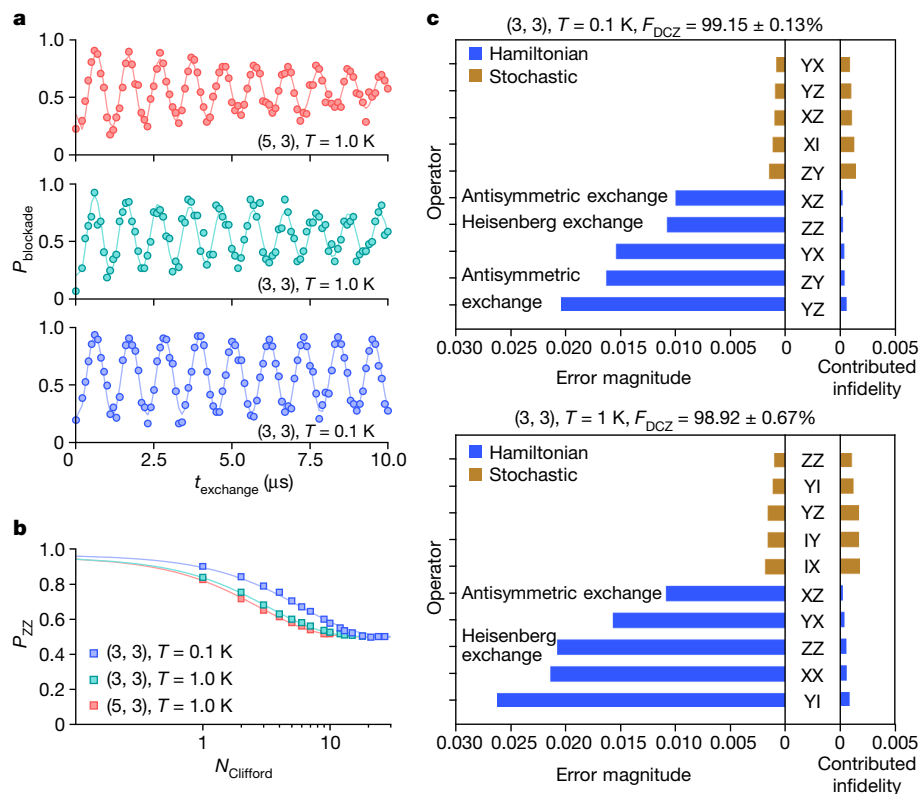 a
1.0
0.5
0
(5, 3), T = 1.0 K
1.0
0.5
0
(3, 3), T = 1.0 K
1.0
0.5
0
(3, 3), T = 0.1 K
P_blockade
0 2.5 5.0 7.5 10.0
t_exchange (μs)
b
1.0
0.8
0.6
0.4
0.2
0
P_ZZ
(3, 3), T = 0.1 K
(3, 3), T = 1.0 K
(5, 3), T = 1.0 K
1 10
N_Clifford
c
(3, 3), T = 0.1 K, F_DCZ = 99.15 ± 0.13%
Hamiltonian
Stochastic
Operator
YX
YZ
XZ
XI
ZY
Antisymmetric exchange XZ
Heisenberg exchange ZZ
YX
Antisymmetric ZY
exchange YZ
0.030 0.025 0.020 0.015 0.010 0.005 0 0 0.005
Error magnitude
Contributed
infidelity
(3, 3), T = 1 K, F_DCZ = 98.92 ± 0.67%
Hamiltonian
Stochastic
Operator
ZZ
YI
YZ
IY
IX
Antisymmetric exchange XZ
YX
Heisenberg ZZ
exchange
XX
YI
0.030 0.025 0.020 0.015 0.010 0.005 0 0 0.005
Error magnitude
Contributed
infidelity